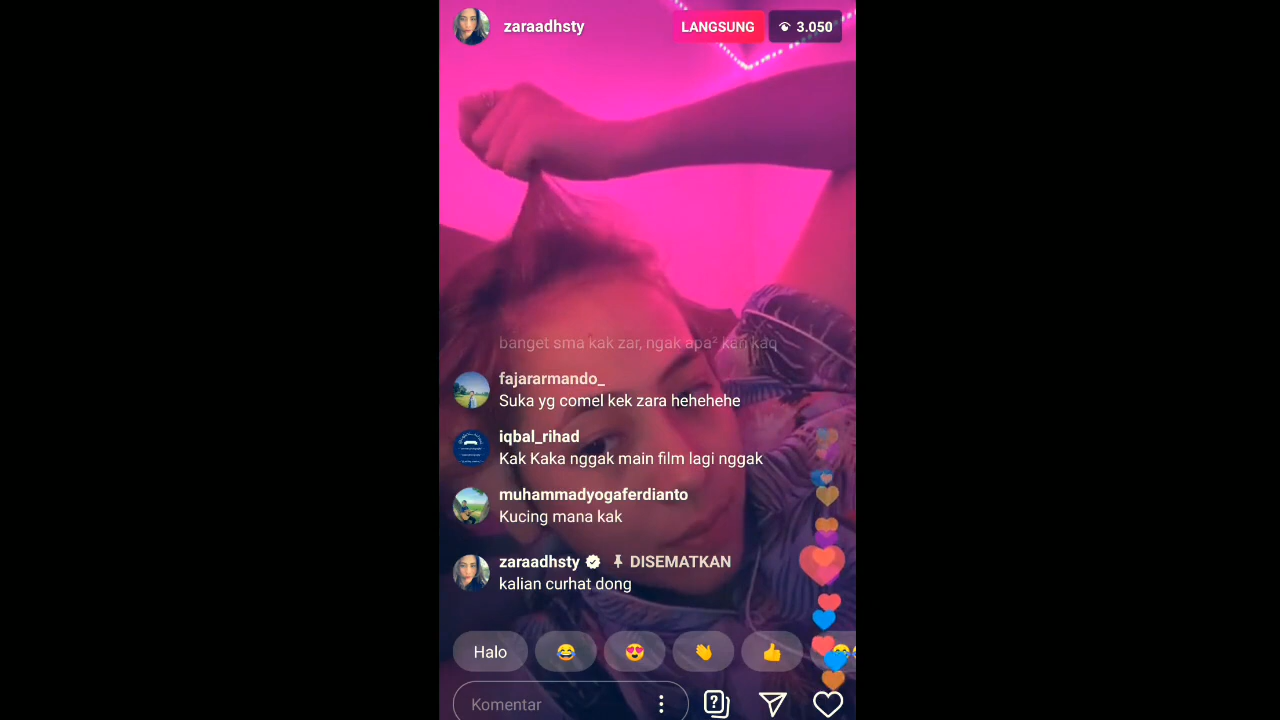 zaraadhsty LANGSUNG 3.050
banget sma kak zar, ngak apa² kan kaq
fajararmando_
Suka yg comel kek zara hehehehe
iqbal_rihad
Kak Kaka nggak main film lagi nggak
muhammadyogaferdianto
Kucing mana kak
zaraadhsty DISEMATKAN
kalian curhat dong
Halo
Komentar